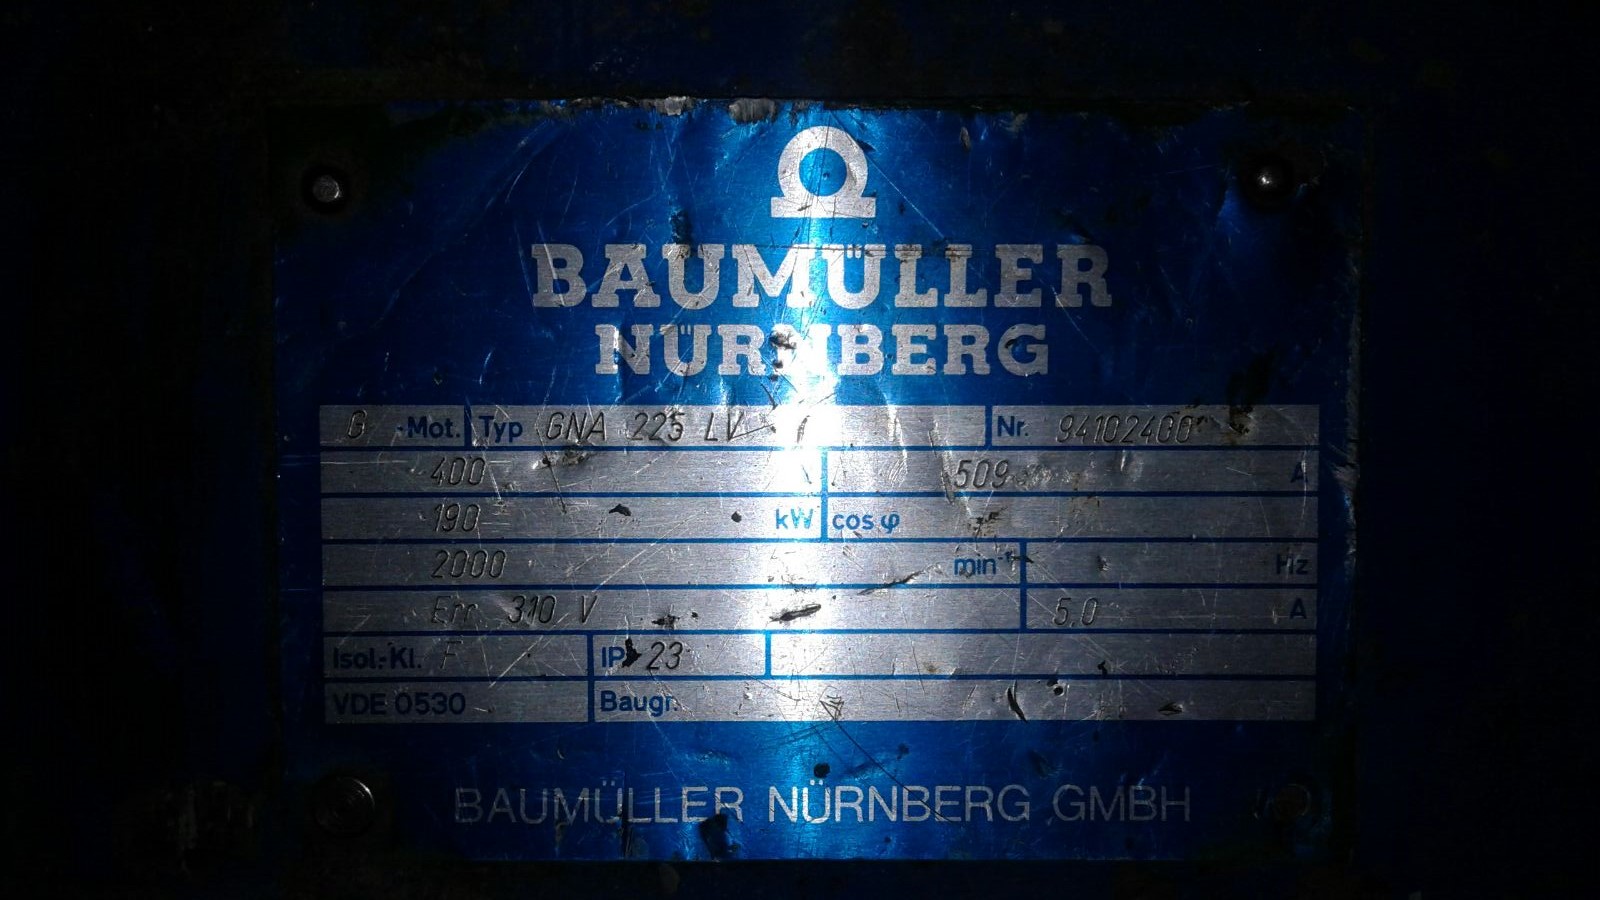 BAUMÜLLER
NÜRNBERG
G -Mot. Typ GNA 225 LV Nr. 94102400
400 509 A
190 kW cos φ
2000 min⁻¹ Hz
Err. 310 V 5,0 A
Isol.-Kl. F IP 23
VDE 0530 Baugr.
BAUMÜLLER NÜRNBERG GMBH